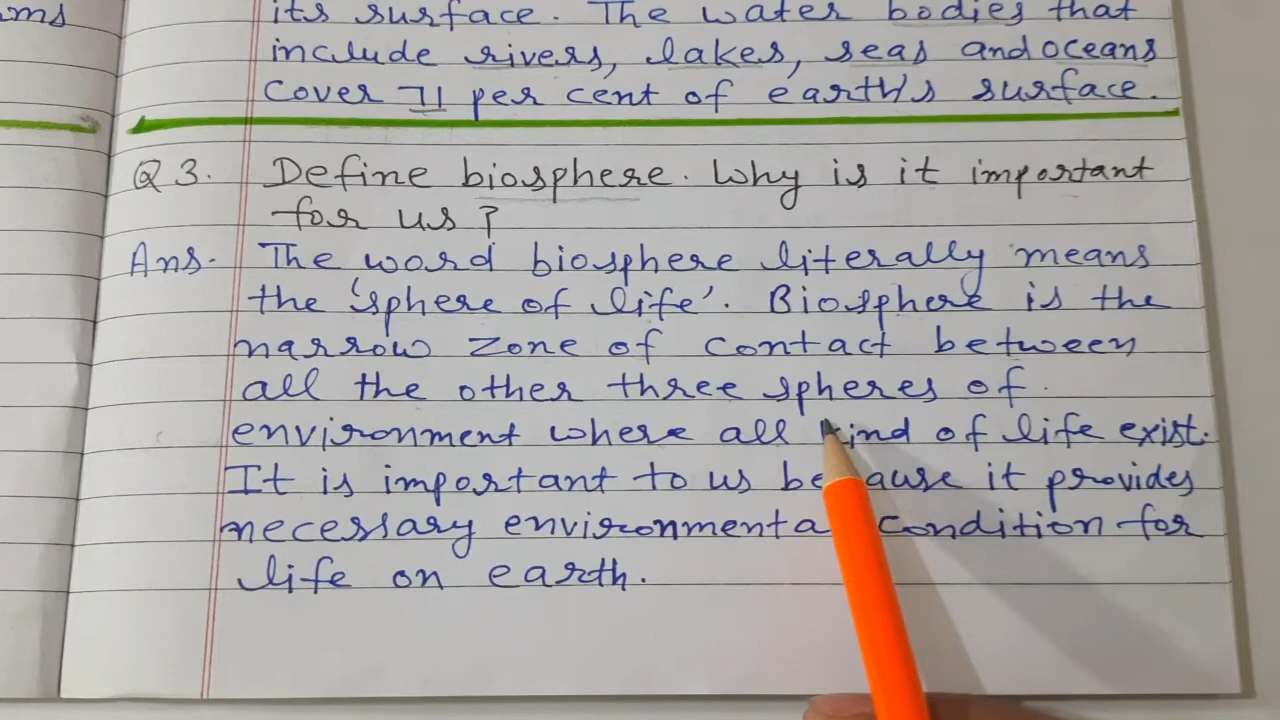 ms
its surface. The water bodies that
include rivers, lakes, seas and oceans
cover 71 per cent of earth's surface.
Q 3. Define biosphere. Why is it important
for us?
Ans. The word biosphere literally means
the 'sphere of life'. Biosphere is the
narrow zone of contact between
all the other three spheres of
environment where all kind of life exist.
It is important to us because it provides
necessary environmental condition for
life on earth.